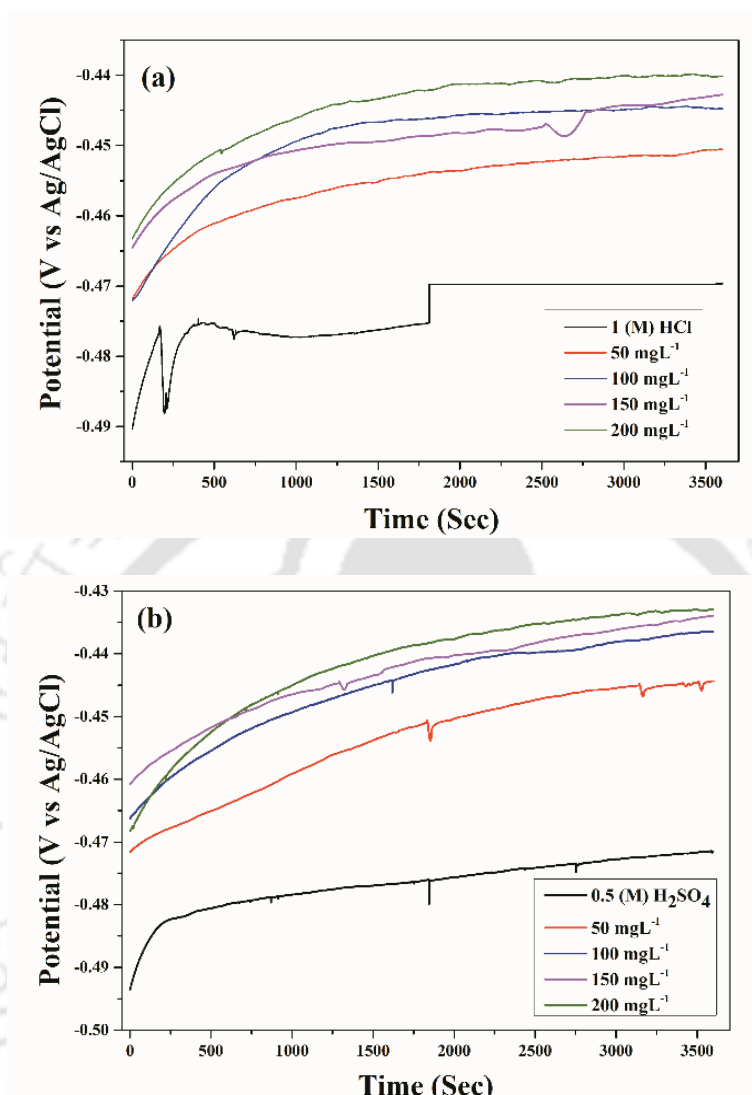 (a)
Potential (V vs Ag/AgCl)
-0.44
-0.45
-0.46
-0.47
-0.48
-0.49
1 (M) HCl
50 mgL⁻¹
100 mgL⁻¹
150 mgL⁻¹
200 mgL⁻¹
0 500 1000 1500 2000 2500 3000 3500
Time (Sec)
(b)
Potential (V vs Ag/AgCl)
-0.43
-0.44
-0.45
-0.46
-0.47
-0.48
-0.49
-0.50
0.5 (M) H₂SO₄
50 mgL⁻¹
100 mgL⁻¹
150 mgL⁻¹
200 mgL⁻¹
0 500 1000 1500 2000 2500 3000 3500
Time (Sec)